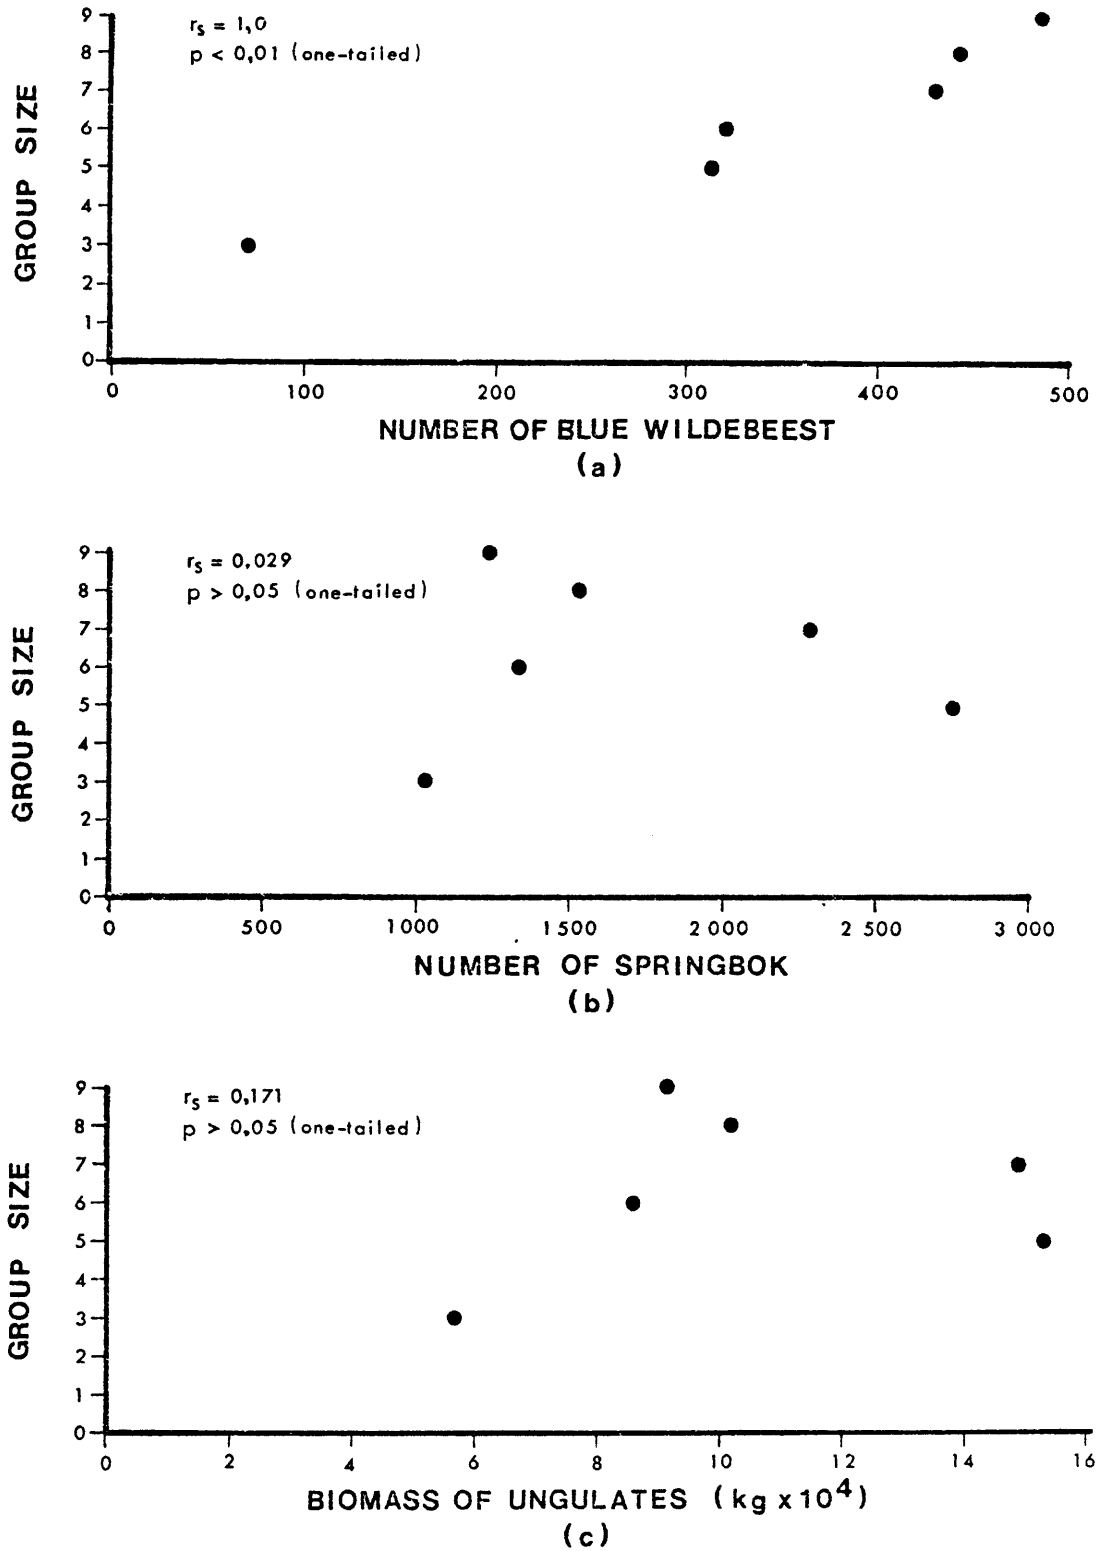 GROUP SIZE
r_s = 1,0
p < 0,01 (one-tailed)
9
8
7
6
5
4
3
2
1
0
0 100 200 300 400 500
NUMBER OF BLUE WILDEBEEST
(a)
GROUP SIZE
r_s = 0,029
p > 0,05 (one-tailed)
9
8
7
6
5
4
3
2
1
0
0 500 1 000 1 500 2 000 2 500 3 000
NUMBER OF SPRINGBOK
(b)
GROUP SIZE
r_s = 0,171
p > 0,05 (one-tailed)
9
8
7
6
5
4
3
2
1
0
0 2 4 6 8 10 12 14 16
BIOMASS OF UNGULATES (kg x 10⁴)
(c)